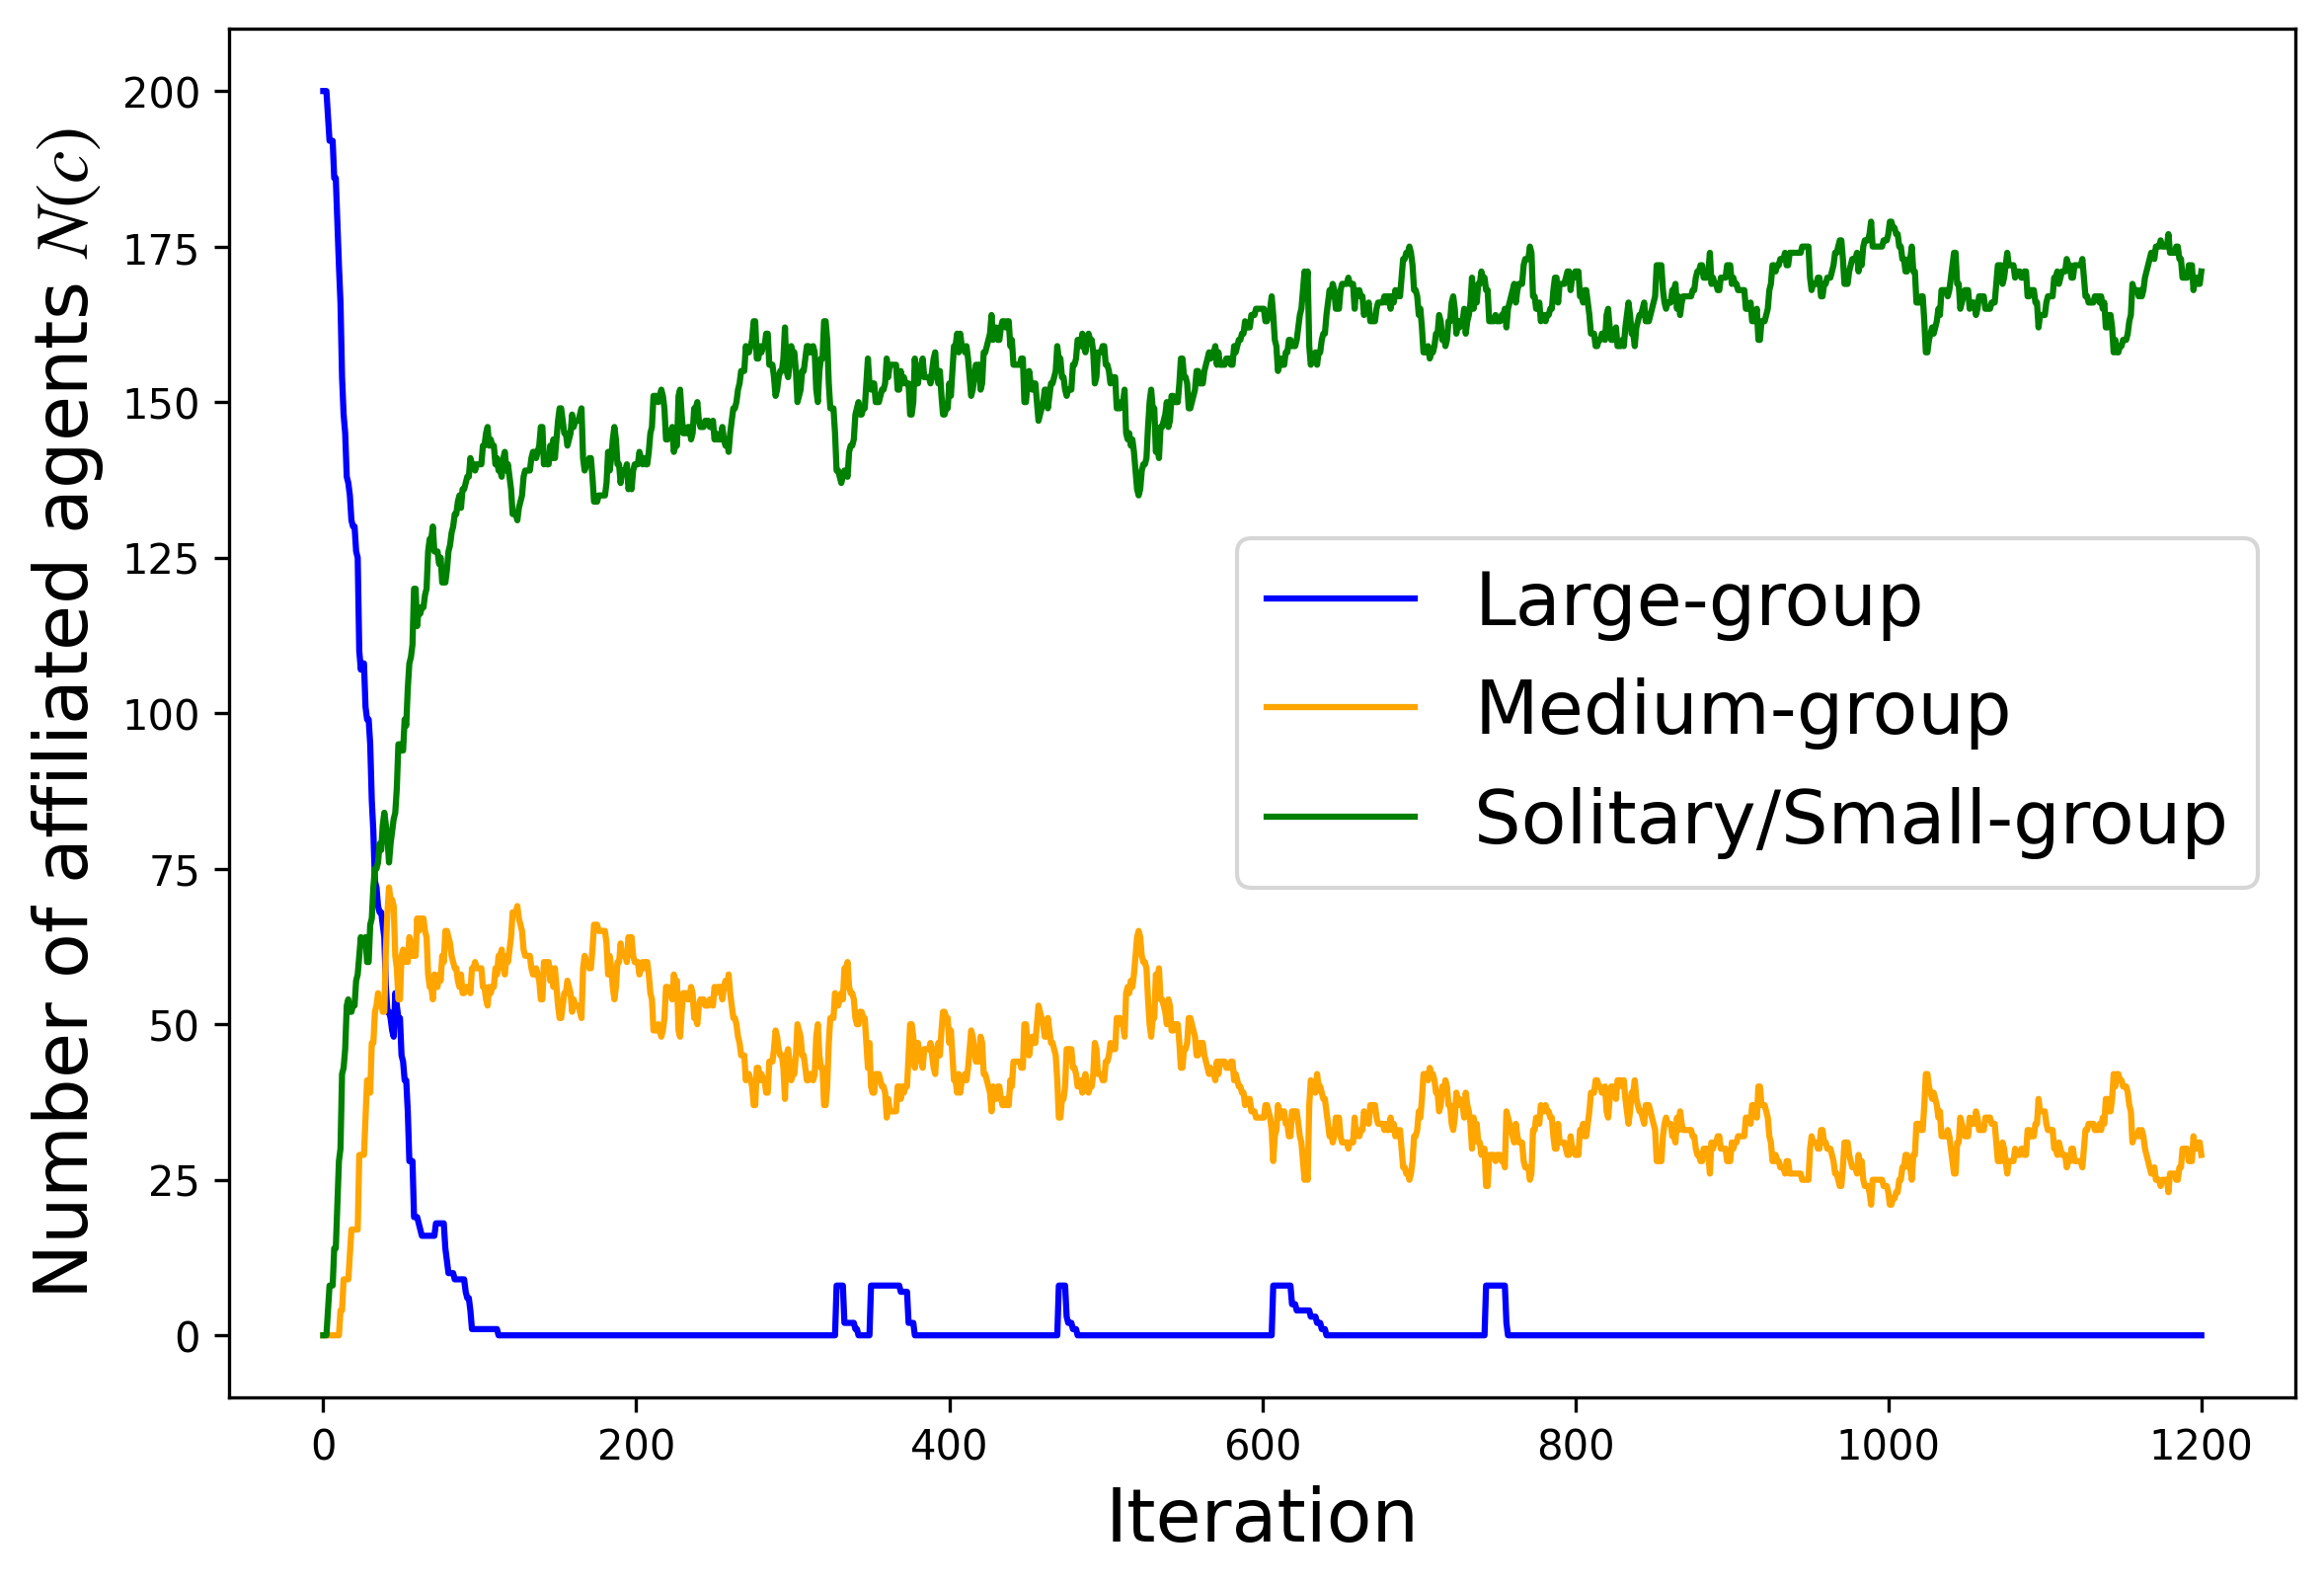 Number of affiliated agents N(c)
200
175
150
125
100
75
50
25
0
Large-group
Medium-group
Solitary/Small-group
0 200 400 600 800 1000 1200
Iteration